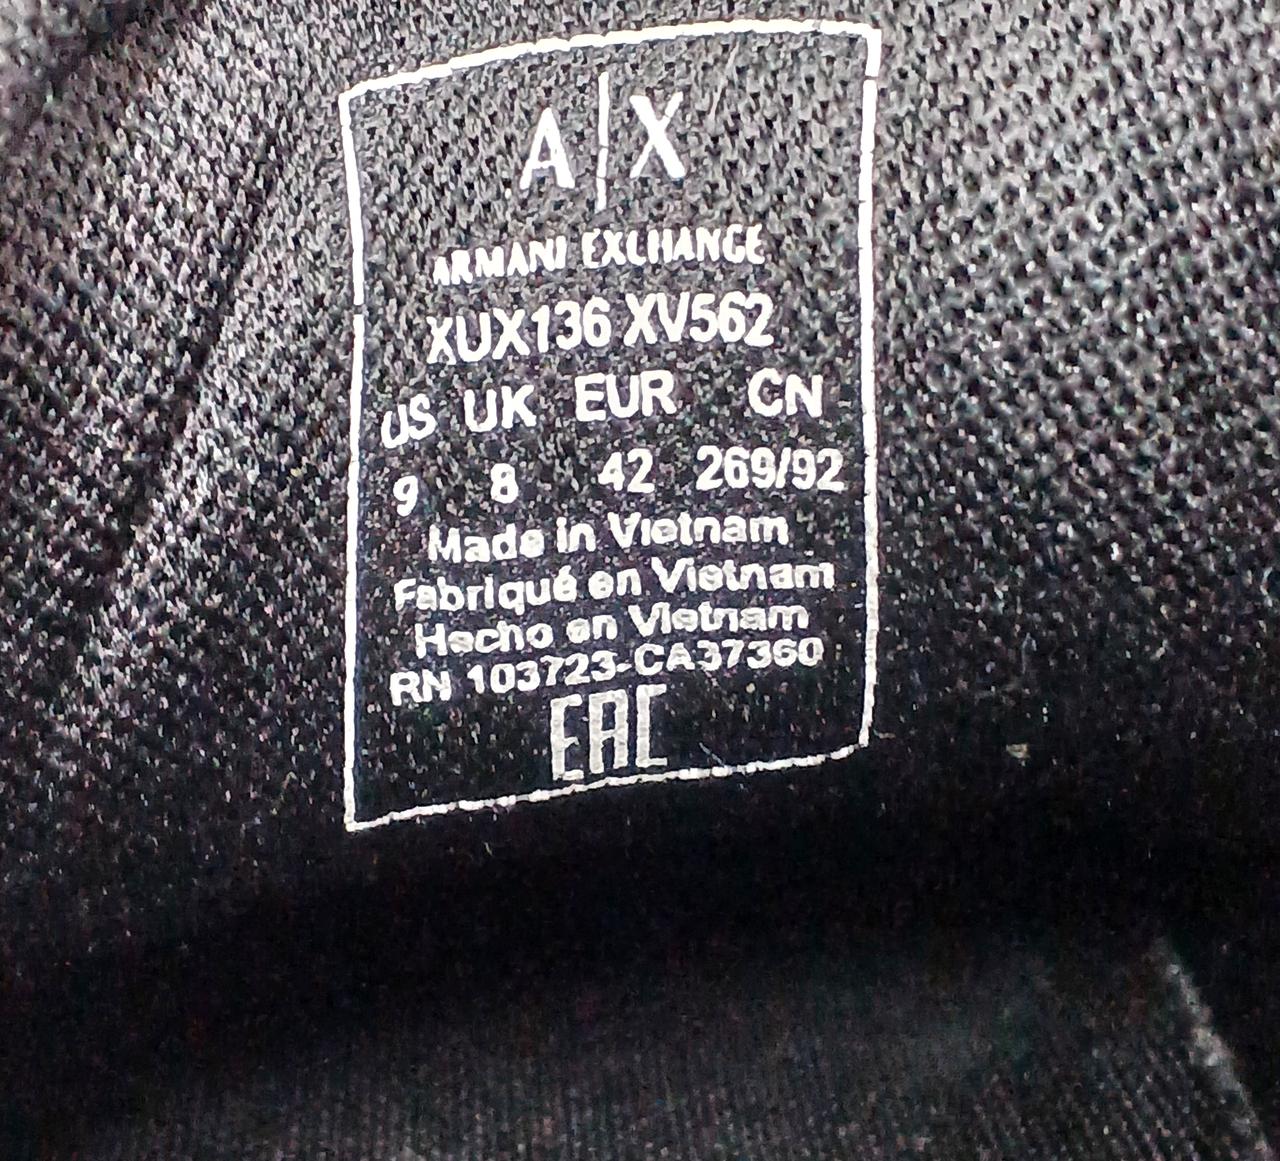 A|X
ARMANI EXCHANGE
XUX136 XV562
US UK EUR CN
9 8 42 269/92
Made in Vietnam
Fabriqué en Vietnam
Hecho en Vietnam
RN 103723-CA37360
EAC